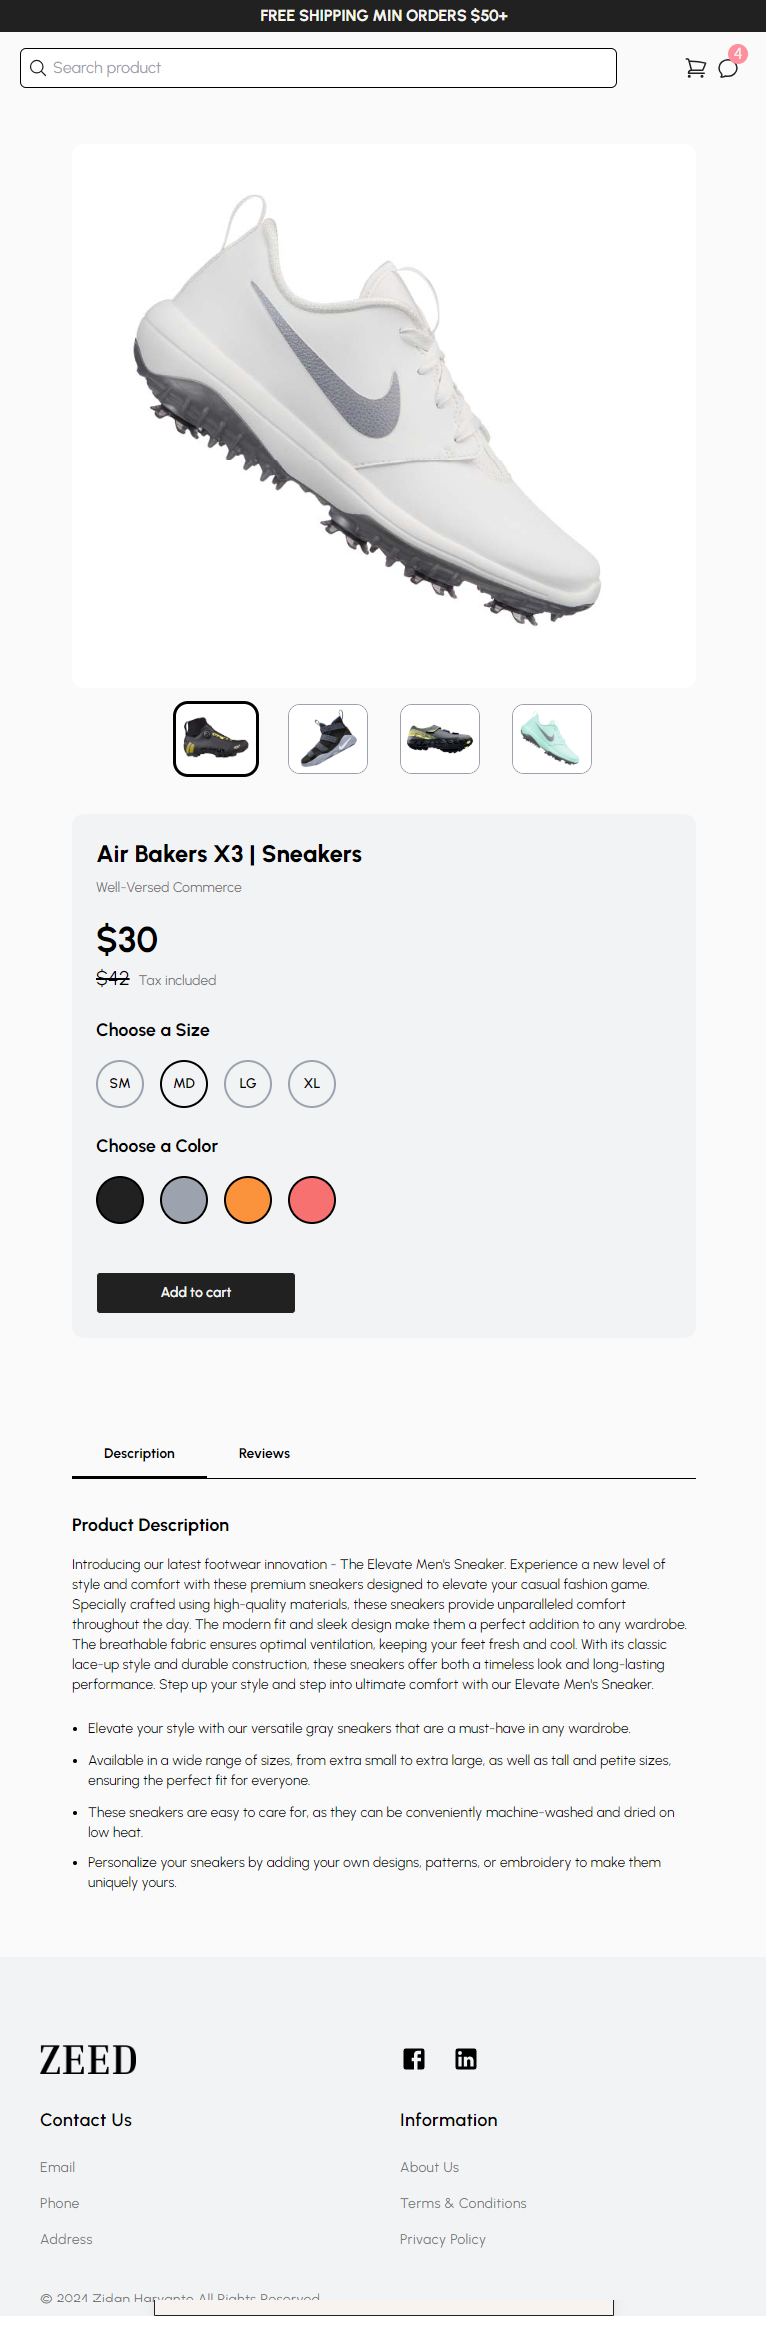 FREE SHIPPING MIN ORDERS $50+
Search product
4
Air Bakers X3 | Sneakers
Well-Versed Commerce
$30
$42 Tax included
Choose a Size
SM MD LG XL
Choose a Color
Add to cart
Description Reviews
Product Description
Introducing our latest footwear innovation - The Elevate Men's Sneaker. Experience a new level of
style and comfort with these premium sneakers designed to elevate your casual fashion game.
Specially crafted using high-quality materials, these sneakers provide unparalleled comfort
throughout the day. The modern fit and sleek design make them a perfect addition to any wardrobe.
The breathable fabric ensures optimal ventilation, keeping your feet fresh and cool. With its classic
lace-up style and durable construction, these sneakers offer both a timeless look and long-lasting
performance. Step up your style and step into ultimate comfort with our Elevate Men's Sneaker.
• Elevate your style with our versatile gray sneakers that are a must-have in any wardrobe.
• Available in a wide range of sizes, from extra small to extra large, as well as tall and petite sizes,
ensuring the perfect fit for everyone.
• These sneakers are easy to care for, as they can be conveniently machine-washed and dried on
low heat.
• Personalize your sneakers by adding your own designs, patterns, or embroidery to make them
uniquely yours.
ZEED
Contact Us
Email
Phone
Address
Information
About Us
Terms & Conditions
Privacy Policy
© 2024 Zidan Haryanto All Rights Reserved